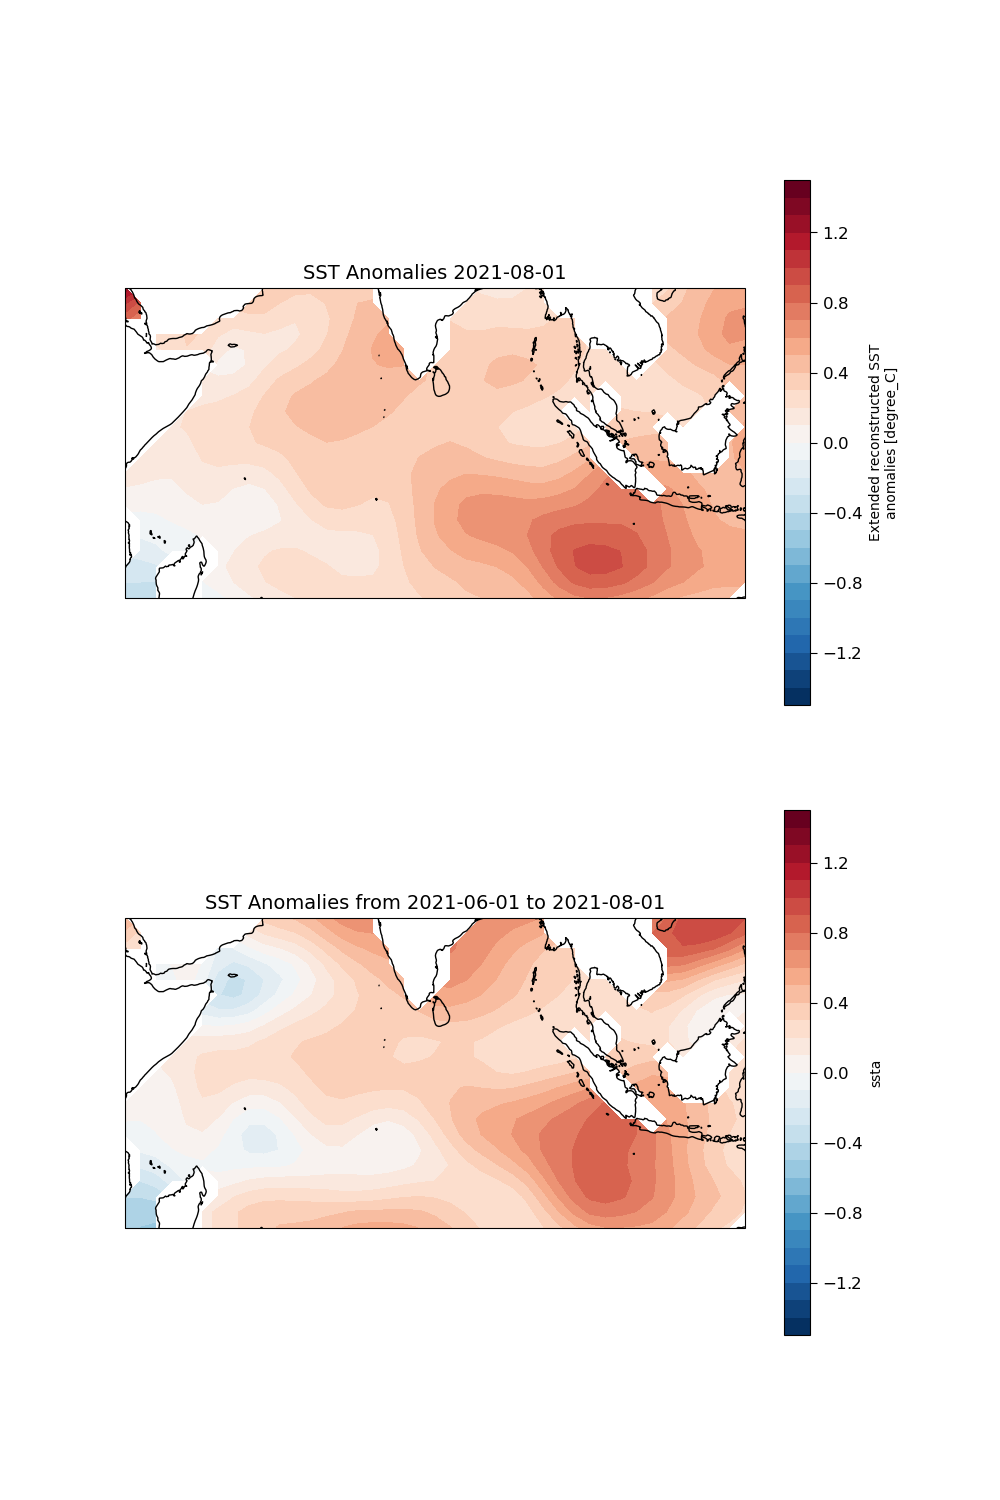 SST Anomalies 2021-08-01
1.2
0.8
0.4
0.0
−0.4
−0.8
−1.2
Extended reconstructed SST
anomalies [degree_C]
SST Anomalies from 2021-06-01 to 2021-08-01
1.2
0.8
0.4
0.0
−0.4
−0.8
−1.2
ssta